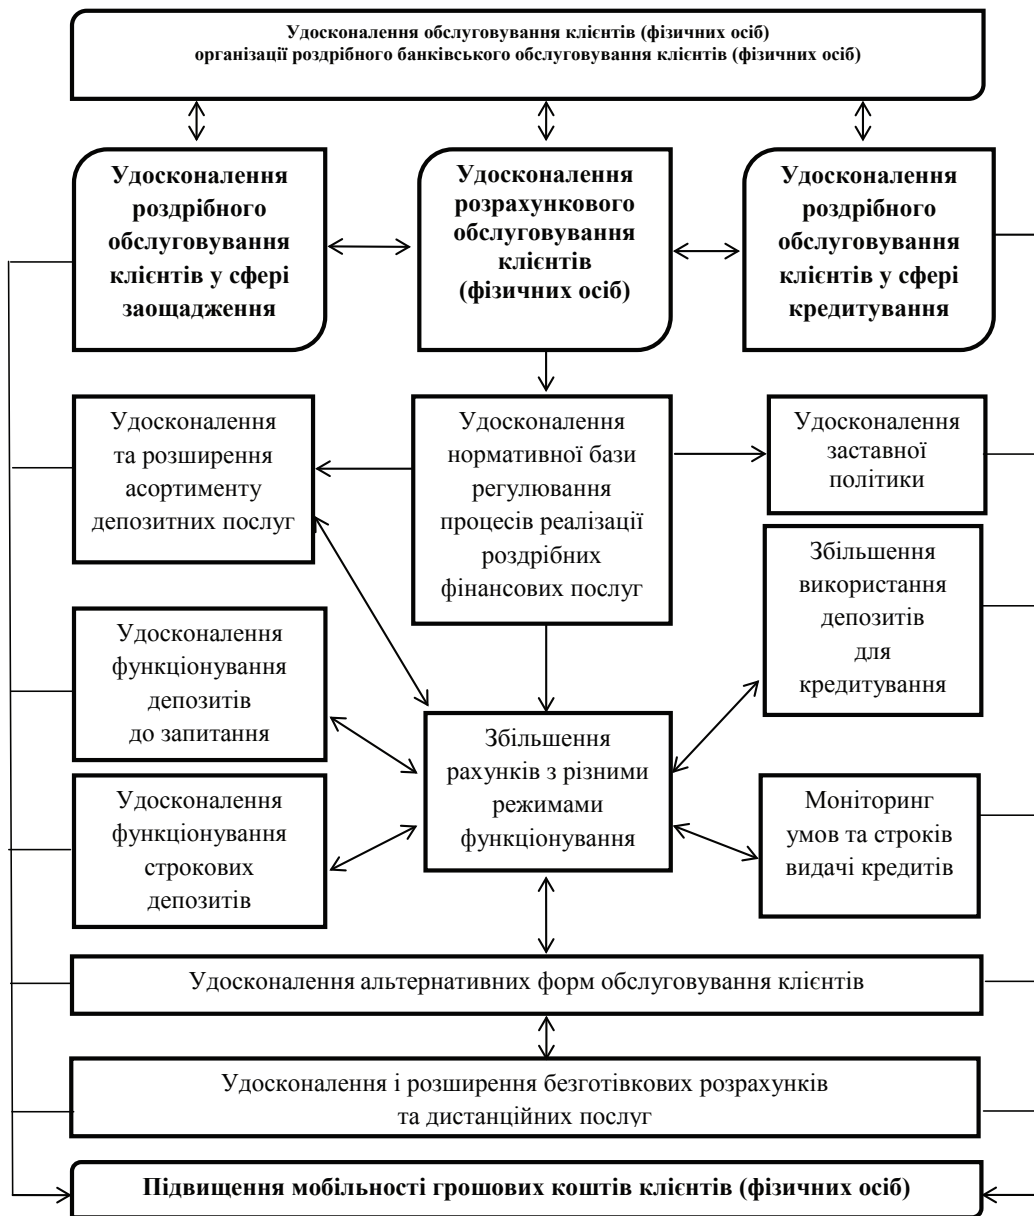 Удосконалення обслуговування клієнтів (фізичних осіб)
організації роздрібного банківського обслуговування клієнтів (фізичних осіб)
Удосконалення
роздрібного
обслуговування
клієнтів у сфері
заощадження
Удосконалення
розрахункового
обслуговування
клієнтів
(фізичних осіб)
Удосконалення
роздрібного
обслуговування
клієнтів у сфері
кредитування
Удосконалення
та розширення
асортименту
депозитних послуг
Удосконалення
нормативної бази
регулювання
процесів реалізації
роздрібних
фінансових послуг
Удосконалення
заставної
політики
Збільшення
використання
депозитів
для
кредитування
Удосконалення
функціонування
депозитів
до запитання
Збільшення
рахунків з різними
режимами
функціонування
Удосконалення
функціонування
строкових
депозитів
Моніторинг
умов та строків
видачі кредитів
Удосконалення альтернативних форм обслуговування клієнтів
Удосконалення і розширення безготівкових розрахунків
та дистанційних послуг
Підвищення мобільності грошових коштів клієнтів (фізичних осіб)